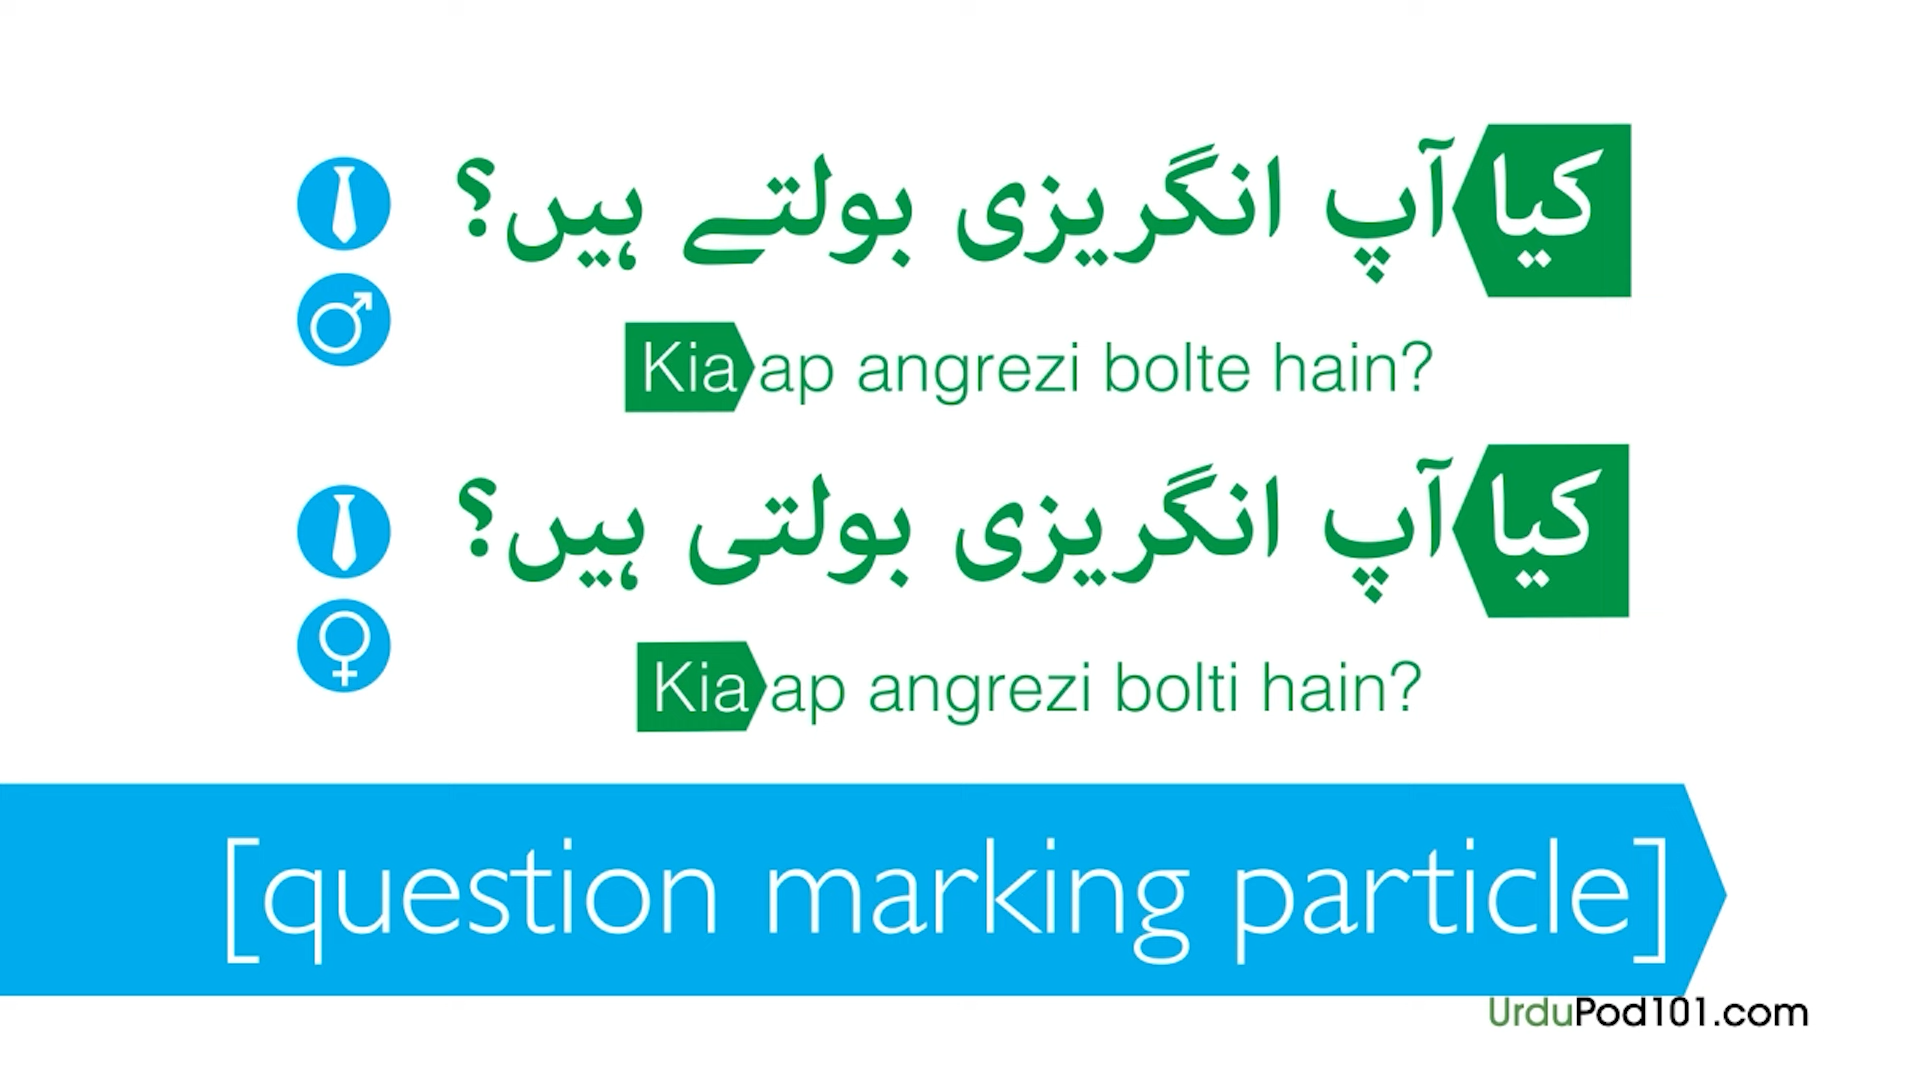 کیا آپ انگریزی بولتے ہیں؟
Kia ap angrezi bolte hain?
کیا آپ انگریزی بولتی ہیں؟
Kia ap angrezi bolti hain?
[question marking particle]
UrduPod101.com